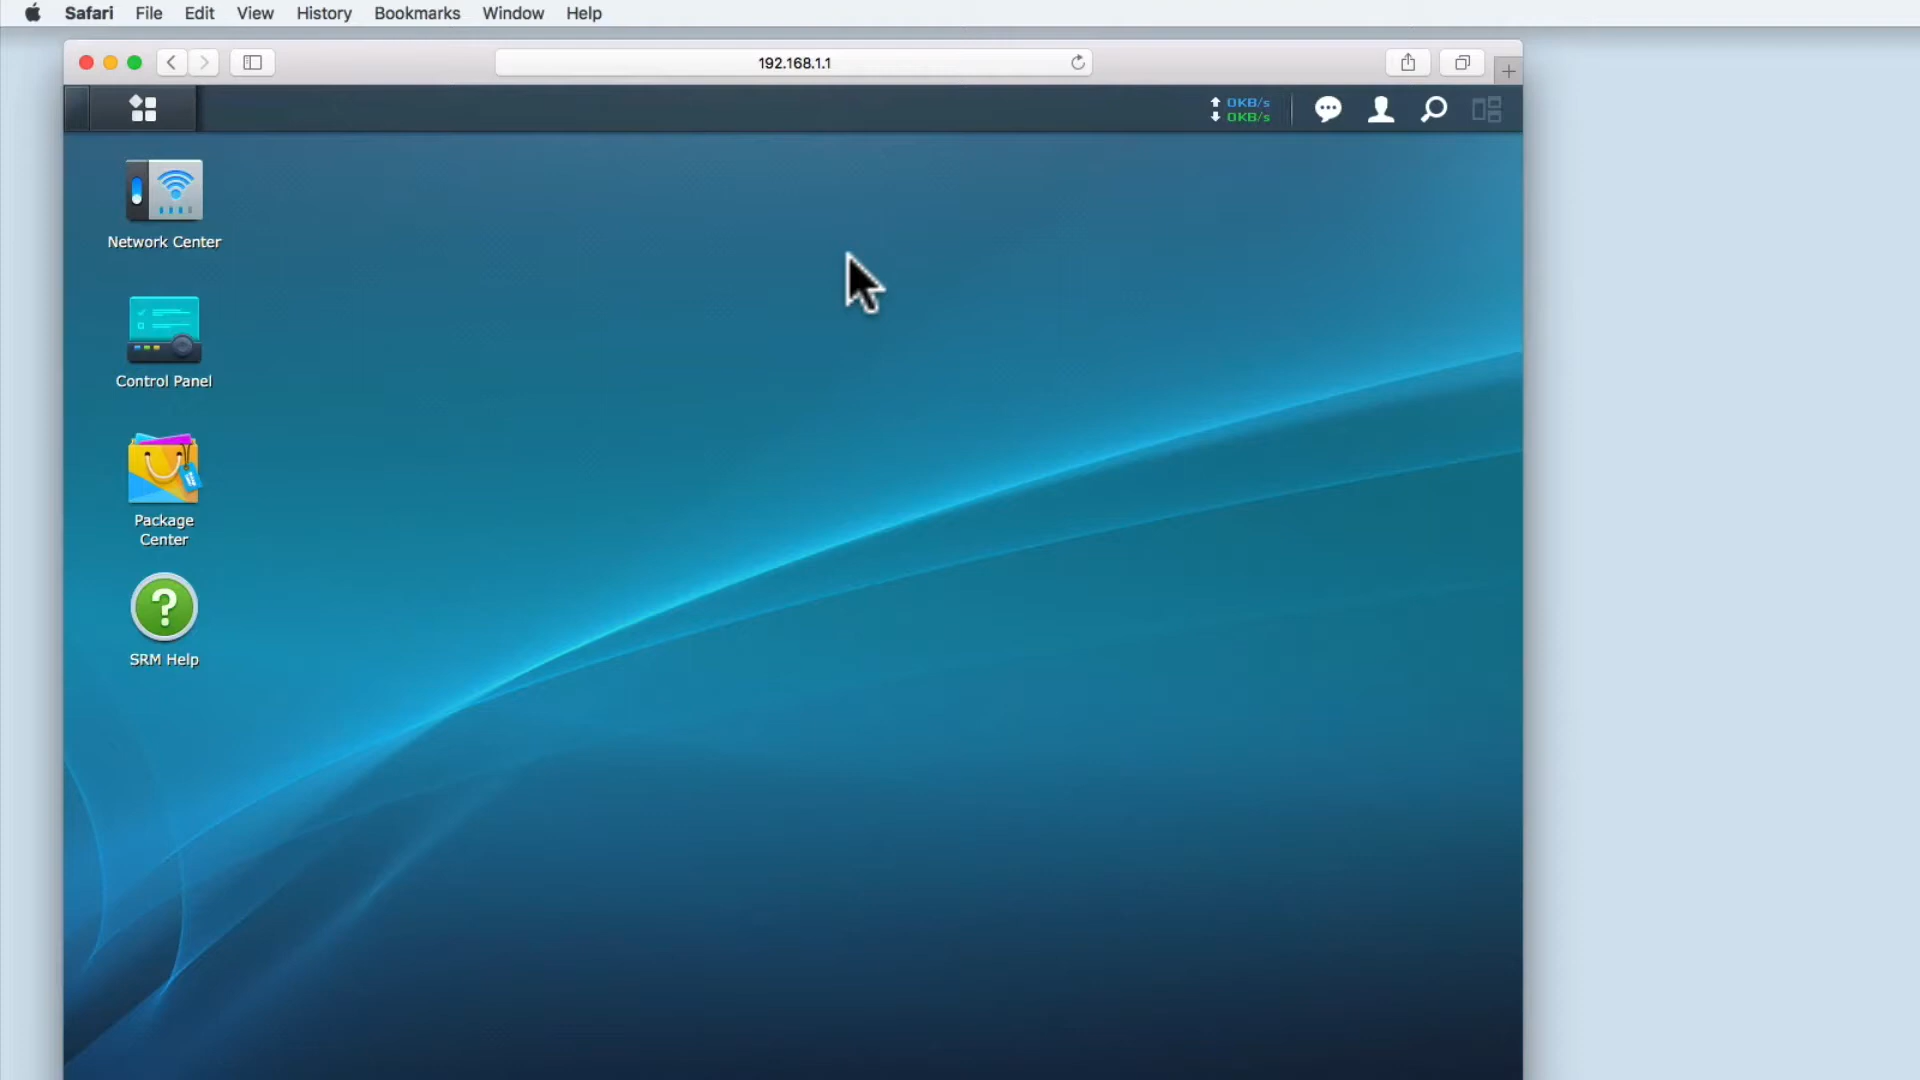 Safari File Edit View History Bookmarks Window Help
192.168.1.1
0KB/s
0KB/s
Network Center
Control Panel
Package
Center
SRM Help